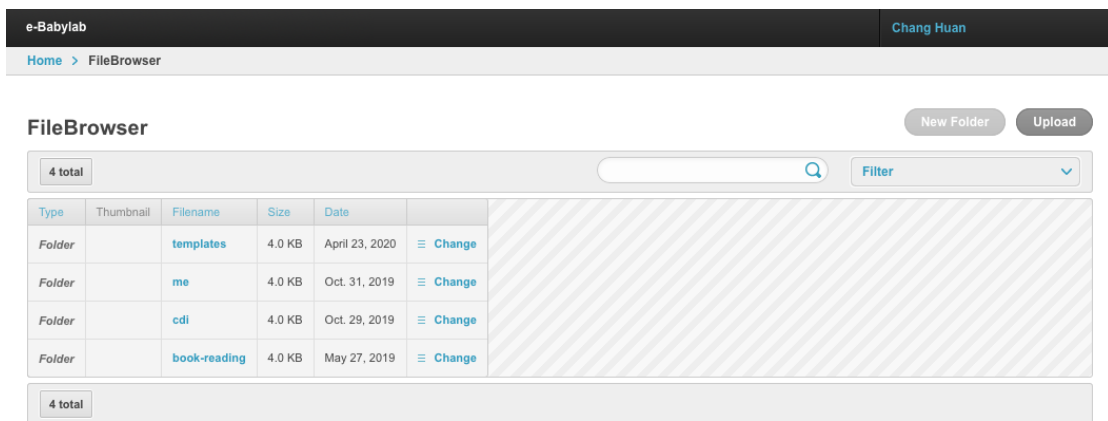 e-Babylab Chang Huan
Home > FileBrowser
FileBrowser New Folder Upload
4 total Filter
Type Thumbnail Filename Size Date
Folder templates 4.0 KB April 23, 2020 Change
Folder me 4.0 KB Oct. 31, 2019 Change
Folder cdi 4.0 KB Oct. 29, 2019 Change
Folder book-reading 4.0 KB May 27, 2019 Change
4 total